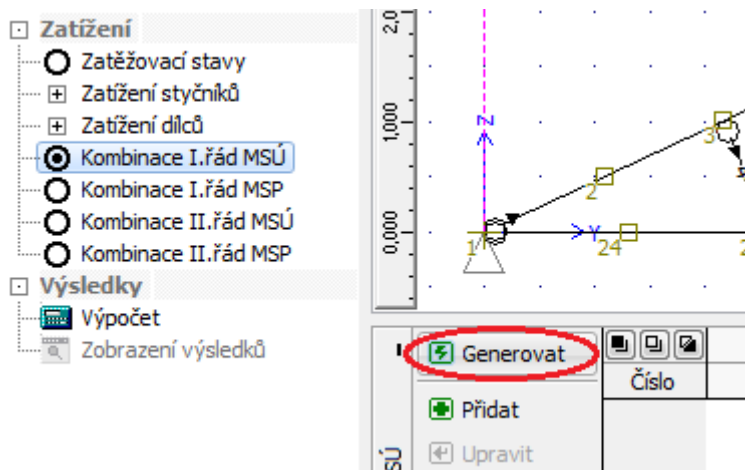 Zatížení
Zatěžovací stavy
Zatížení styčníků
Zatížení dílců
Kombinace I.řád MSÚ
Kombinace I.řád MSP
Kombinace II.řád MSÚ
Kombinace II.řád MSP
Výsledky
Výpočet
Zobrazení výsledků
2,0
1,000
0,000
Z
Y
1
2
3
24
2
Generovat
Číslo
Přidat
Upravit
SÚ